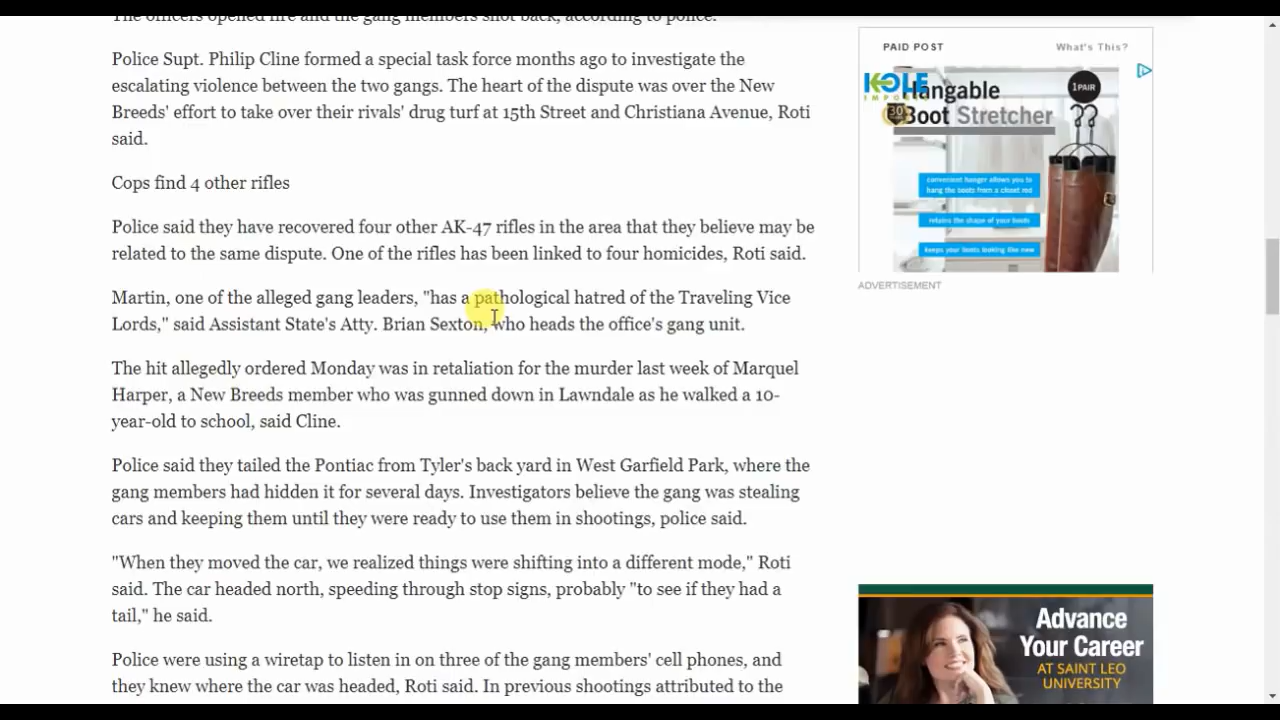 The officers opened fire and the gang members shot back, according to police.
Police Supt. Philip Cline formed a special task force months ago to investigate the
escalating violence between the two gangs. The heart of the dispute was over the New
Breeds' effort to take over their rivals' drug turf at 15th Street and Christiana Avenue, Roti
said.
Cops find 4 other rifles
Police said they have recovered four other AK-47 rifles in the area that they believe may be
related to the same dispute. One of the rifles has been linked to four homicides, Roti said.
Martin, one of the alleged gang leaders, "has a pathological hatred of the Traveling Vice
Lords," said Assistant State's Atty. Brian Sexton, who heads the office's gang unit.
The hit allegedly ordered Monday was in retaliation for the murder last week of Marquel
Harper, a New Breeds member who was gunned down in Lawndale as he walked a 10-
year-old to school, said Cline.
Police said they tailed the Pontiac from Tyler's back yard in West Garfield Park, where the
gang members had hidden it for several days. Investigators believe the gang was stealing
cars and keeping them until they were ready to use them in shootings, police said.
"When they moved the car, we realized things were shifting into a different mode," Roti
said. The car headed north, speeding through stop signs, probably "to see if they had a
tail," he said.
Police were using a wiretap to listen in on three of the gang members' cell phones, and
they knew where the car was headed, Roti said. In previous shootings attributed to the
PAID POST
What's This?
KOLE
IMPORTS
30
Hangable
Boot Stretcher
1 PAIR
convenient hanger allows you to
hang the boots from a closet rod
retains the shape of your boots
keeps your boots looking like new
ADVERTISEMENT
Advance
Your Career
AT SAINT LEO
UNIVERSITY